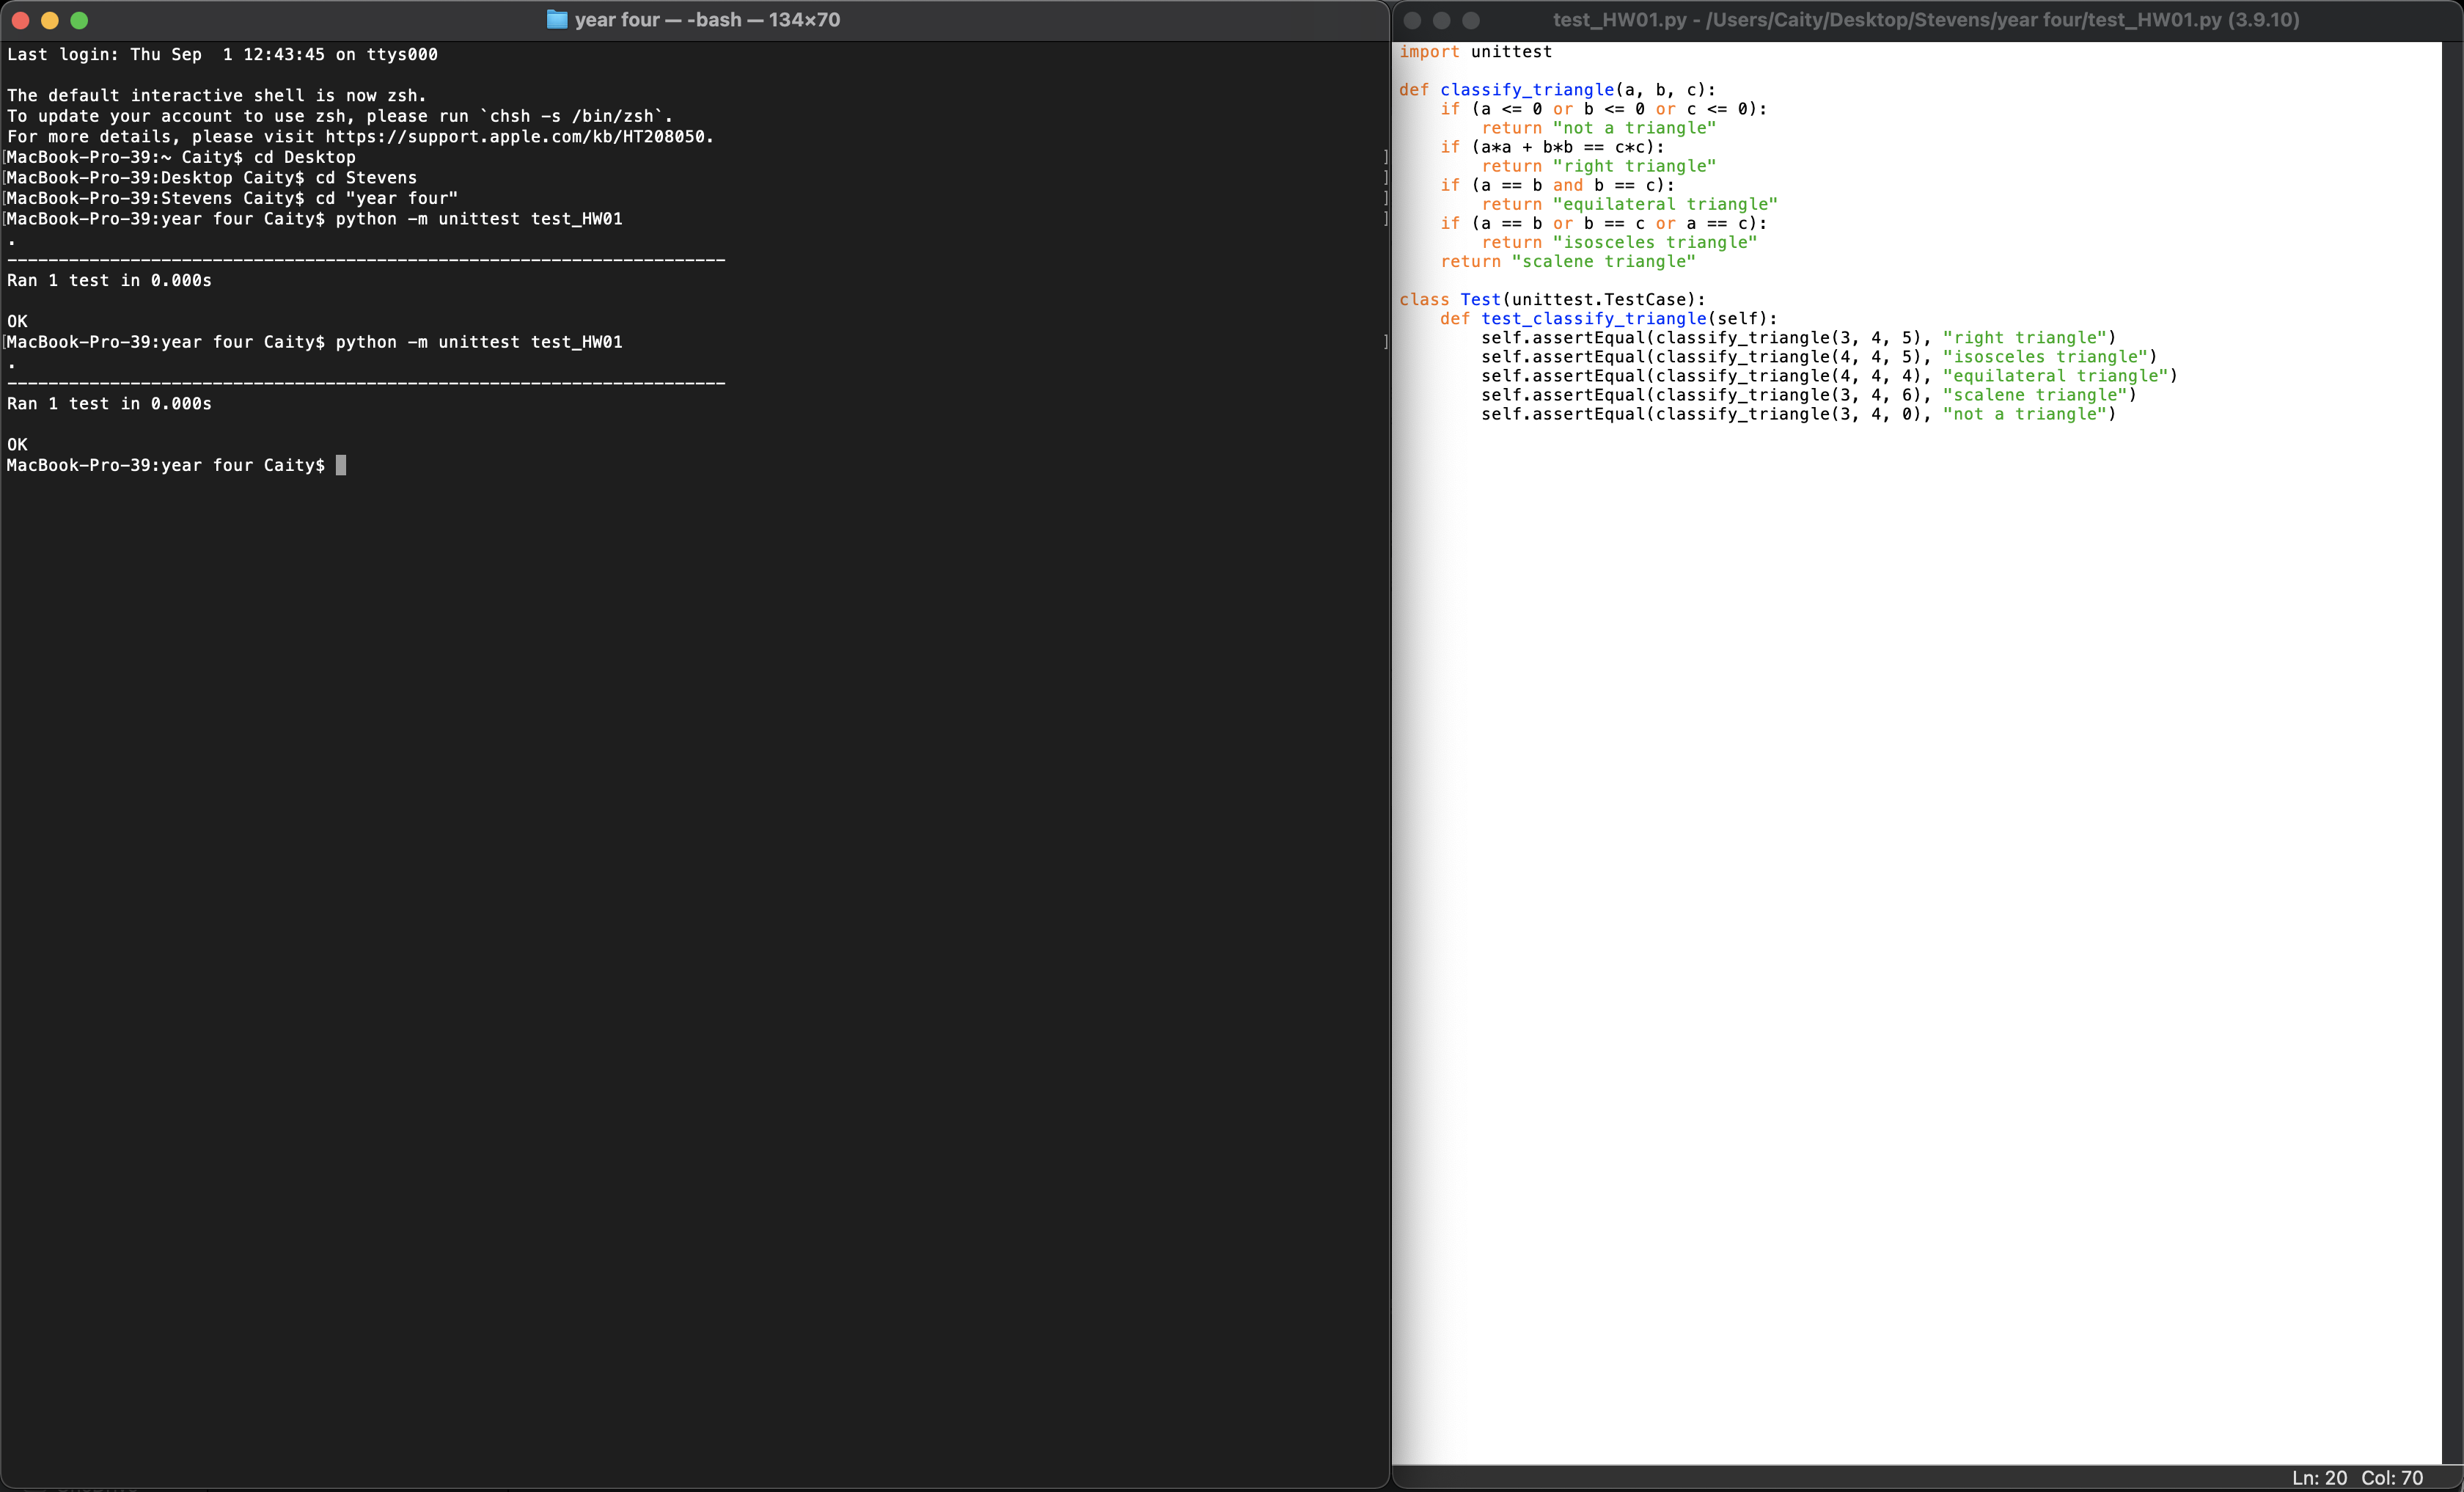 year four — -bash — 134×70
Last login: Thu Sep  1 12:43:45 on ttys000
The default interactive shell is now zsh.
To update your account to use zsh, please run `chsh -s /bin/zsh`.
For more details, please visit https://support.apple.com/kb/HT208050.
[MacBook-Pro-39:~ Caity$ cd Desktop ]
[MacBook-Pro-39:Desktop Caity$ cd Stevens ]
[MacBook-Pro-39:Stevens Caity$ cd "year four" ]
[MacBook-Pro-39:year four Caity$ python -m unittest test_HW01 ]
.
----------------------------------------------------------------------
Ran 1 test in 0.000s
OK
[MacBook-Pro-39:year four Caity$ python -m unittest test_HW01 ]
.
----------------------------------------------------------------------
Ran 1 test in 0.000s
OK
MacBook-Pro-39:year four Caity$
test_HW01.py - /Users/Caity/Desktop/Stevens/year four/test_HW01.py (3.9.10)
import unittest
def classify_triangle(a, b, c):
    if (a <= 0 or b <= 0 or c <= 0):
        return "not a triangle"
    if (a*a + b*b == c*c):
        return "right triangle"
    if (a == b and b == c):
        return "equilateral triangle"
    if (a == b or b == c or a == c):
        return "isosceles triangle"
    return "scalene triangle"
class Test(unittest.TestCase):
    def test_classify_triangle(self):
        self.assertEqual(classify_triangle(3, 4, 5), "right triangle")
        self.assertEqual(classify_triangle(4, 4, 5), "isosceles triangle")
        self.assertEqual(classify_triangle(4, 4, 4), "equilateral triangle")
        self.assertEqual(classify_triangle(3, 4, 6), "scalene triangle")
        self.assertEqual(classify_triangle(3, 4, 0), "not a triangle")
Ln: 20  Col: 70